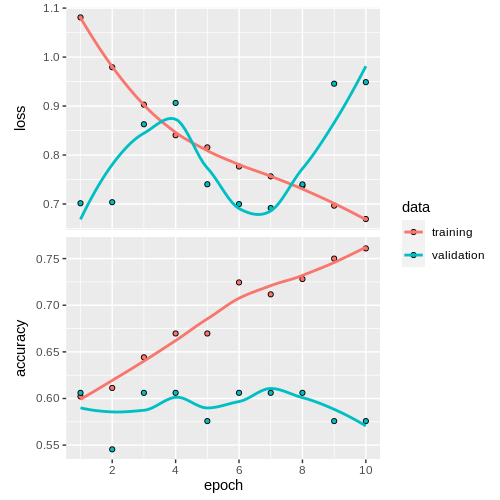 1.1
1.0
0.9
0.8
0.7
loss
0.75
0.70
0.65
0.60
0.55
accuracy
2 4 6 8 10
epoch
data
training
validation